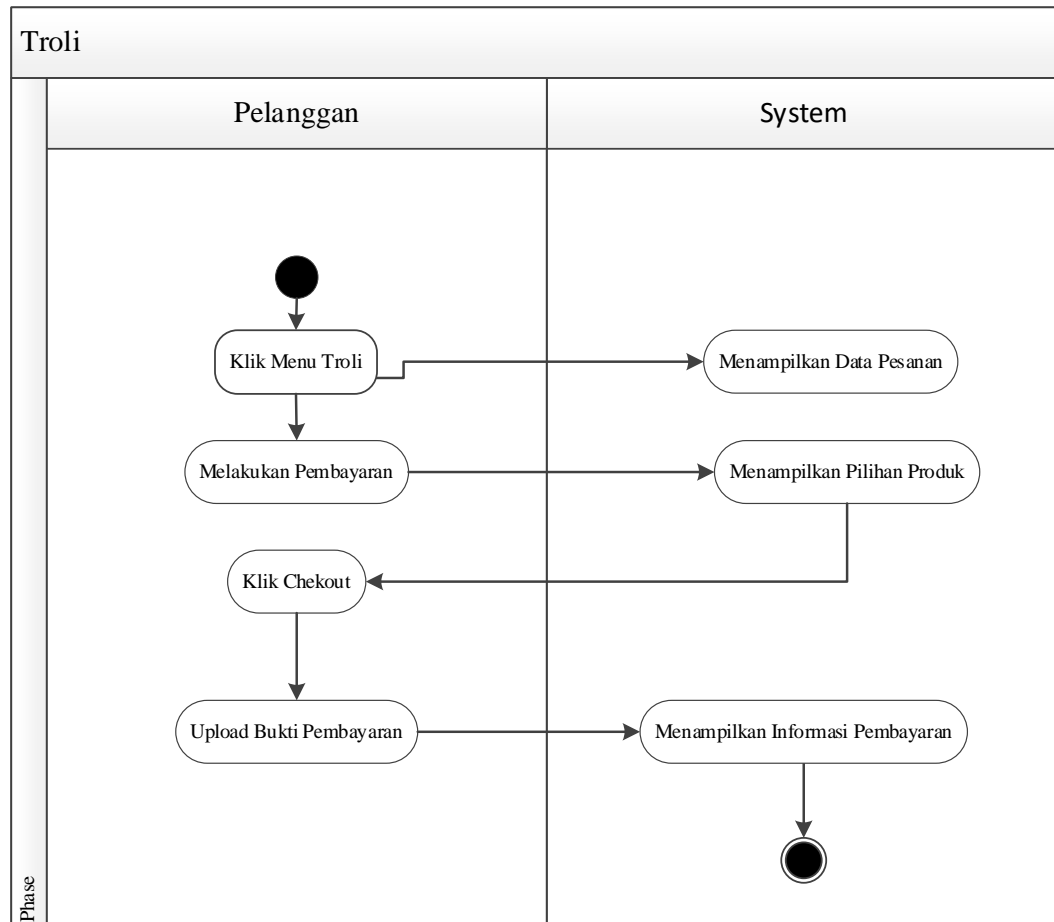 Troli
Pelanggan
System
Klik Menu Troli
Menampilkan Data Pesanan
Melakukan Pembayaran
Menampilkan Pilihan Produk
Klik Chekout
Upload Bukti Pembayaran
Menampilkan Informasi Pembayaran
Phase